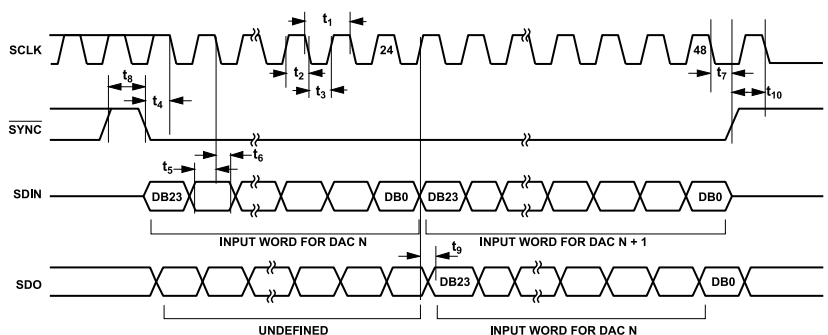 t1
SCLK
24
48
t2
t3
t7
t8
t4
t10
SYNC
t5
t6
SDIN
DB23
DB0
DB23
DB0
INPUT WORD FOR DAC N
INPUT WORD FOR DAC N + 1
t9
SDO
DB23
DB0
UNDEFINED
INPUT WORD FOR DAC N